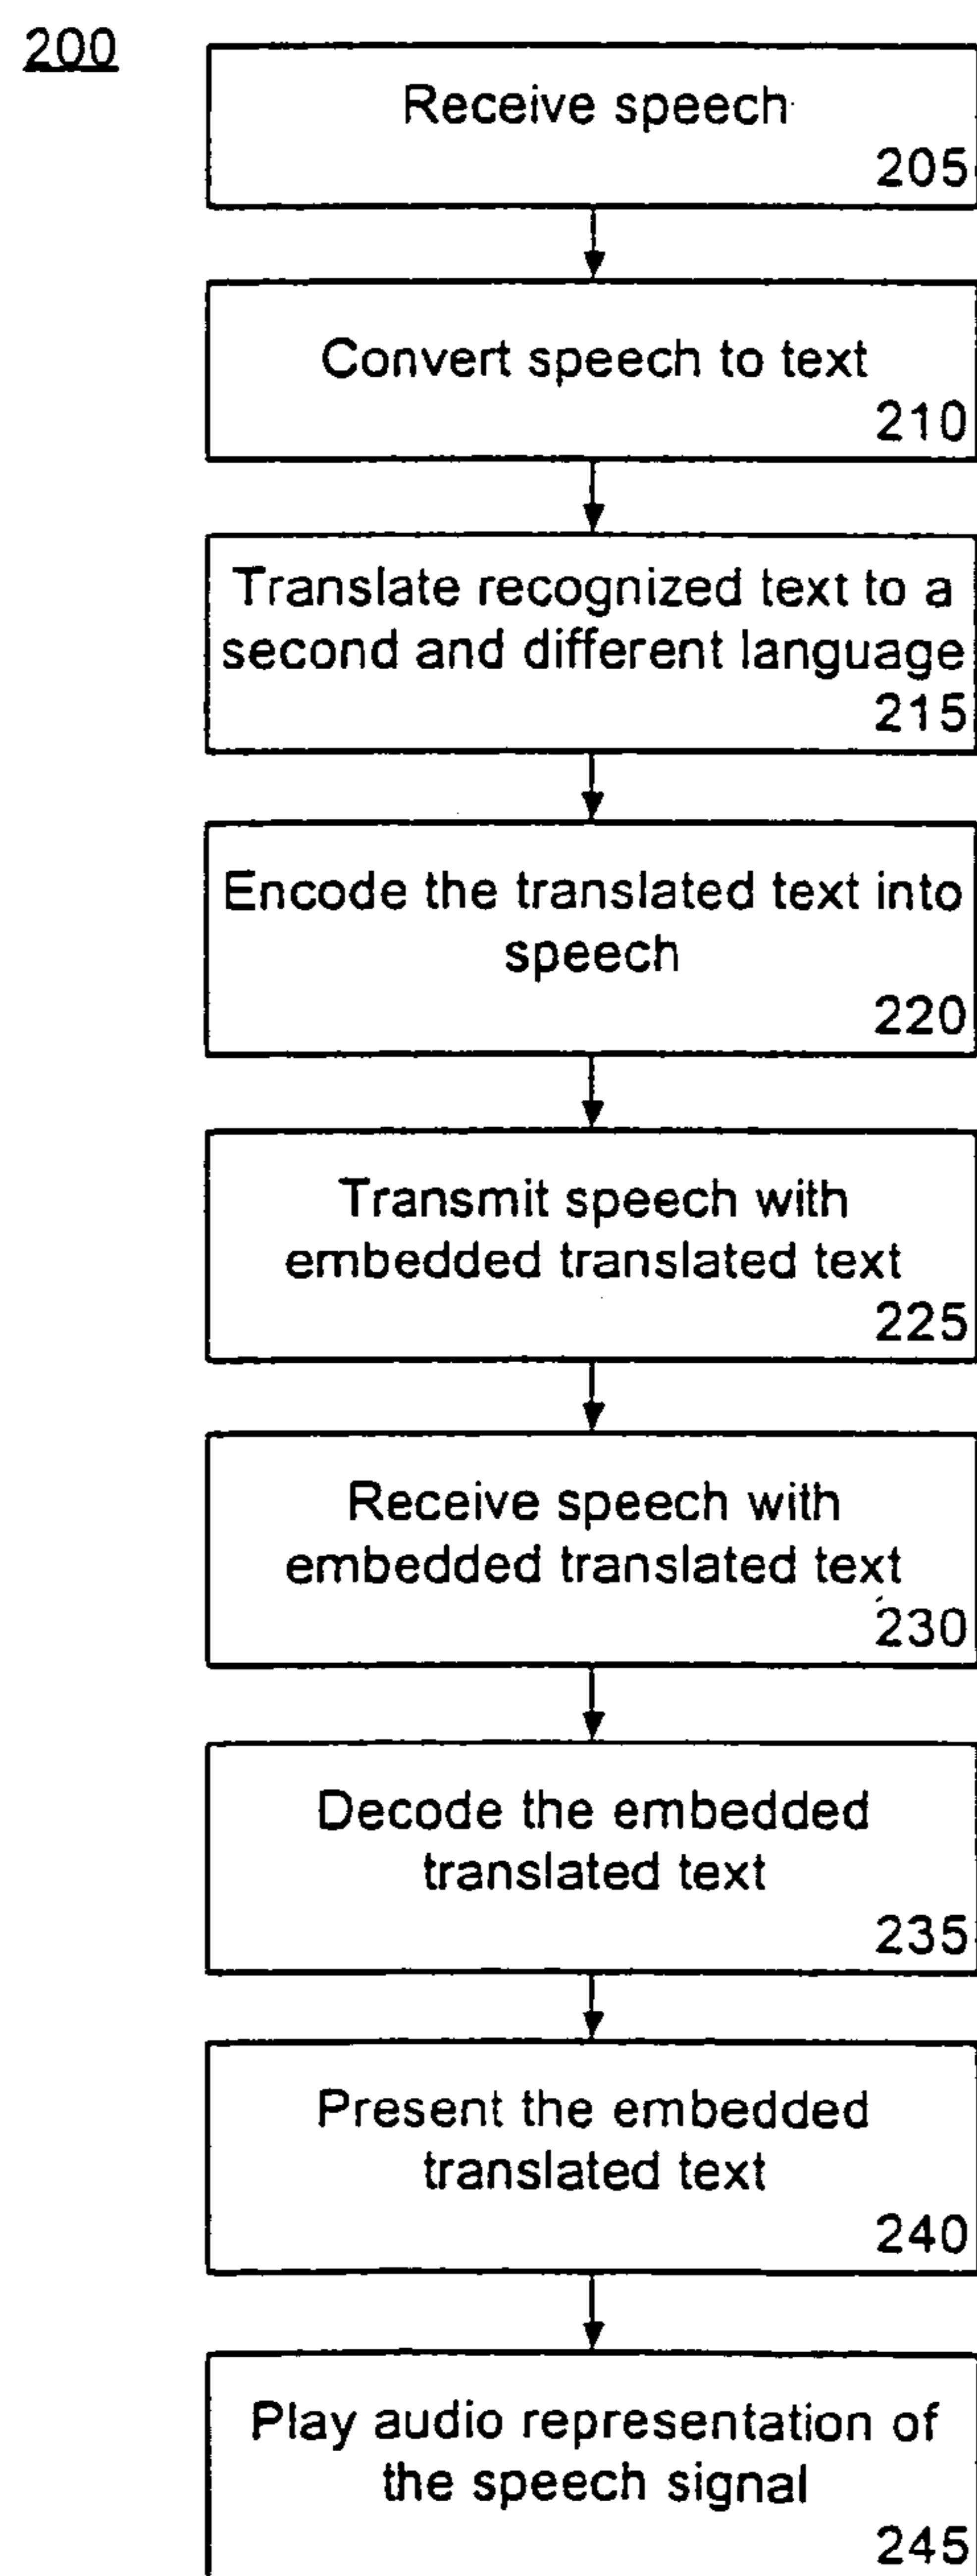 200
Receive speech
205
Convert speech to text
210
Translate recognized text to a
second and different language
215
Encode the translated text into
speech
220
Transmit speech with
embedded translated text
225
Receive speech with
embedded translated text
230
Decode the embedded
translated text
235
Present the embedded
translated text
240
Play audio representation of
the speech signal
245